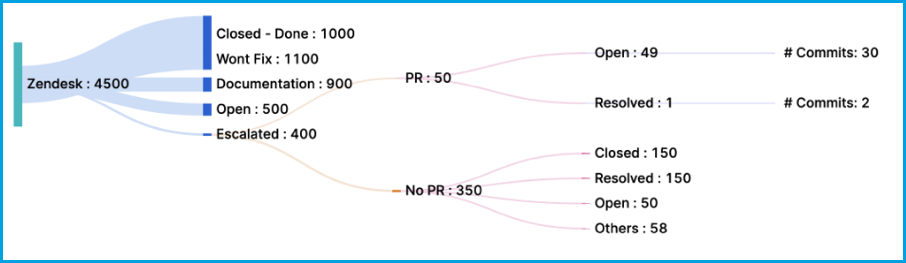 Zendesk : 4500
Closed - Done : 1000
Wont Fix : 1100
Documentation : 900
Open : 500
Escalated : 400
PR : 50
No PR : 350
Open : 49
Resolved : 1
Closed : 150
Resolved : 150
Open : 50
Others : 58
# Commits: 30
# Commits: 2